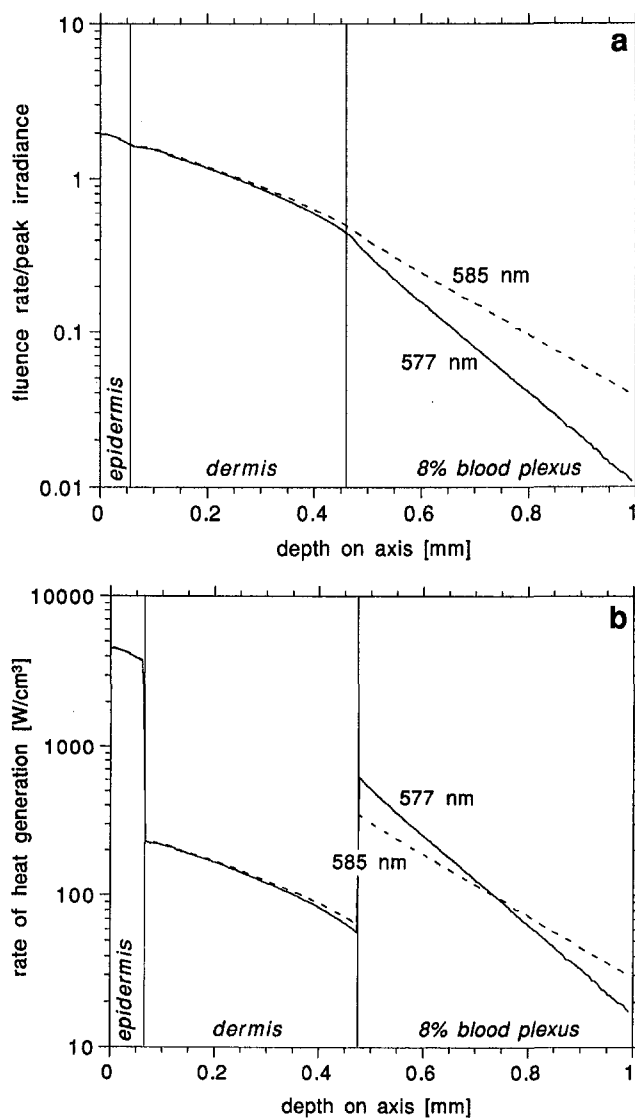 a
10
1
0.1
0.01
fluence rate/peak irradiance
585 nm
577 nm
epidermis
dermis
8% blood plexus
0
0.2
0.4
0.6
0.8
1
depth on axis [mm]
b
10000
1000
100
10
rate of heat generation [W/cm³]
577 nm
585 nm
epidermis
dermis
8% blood plexus
0
0.2
0.4
0.6
0.8
1
depth on axis [mm]